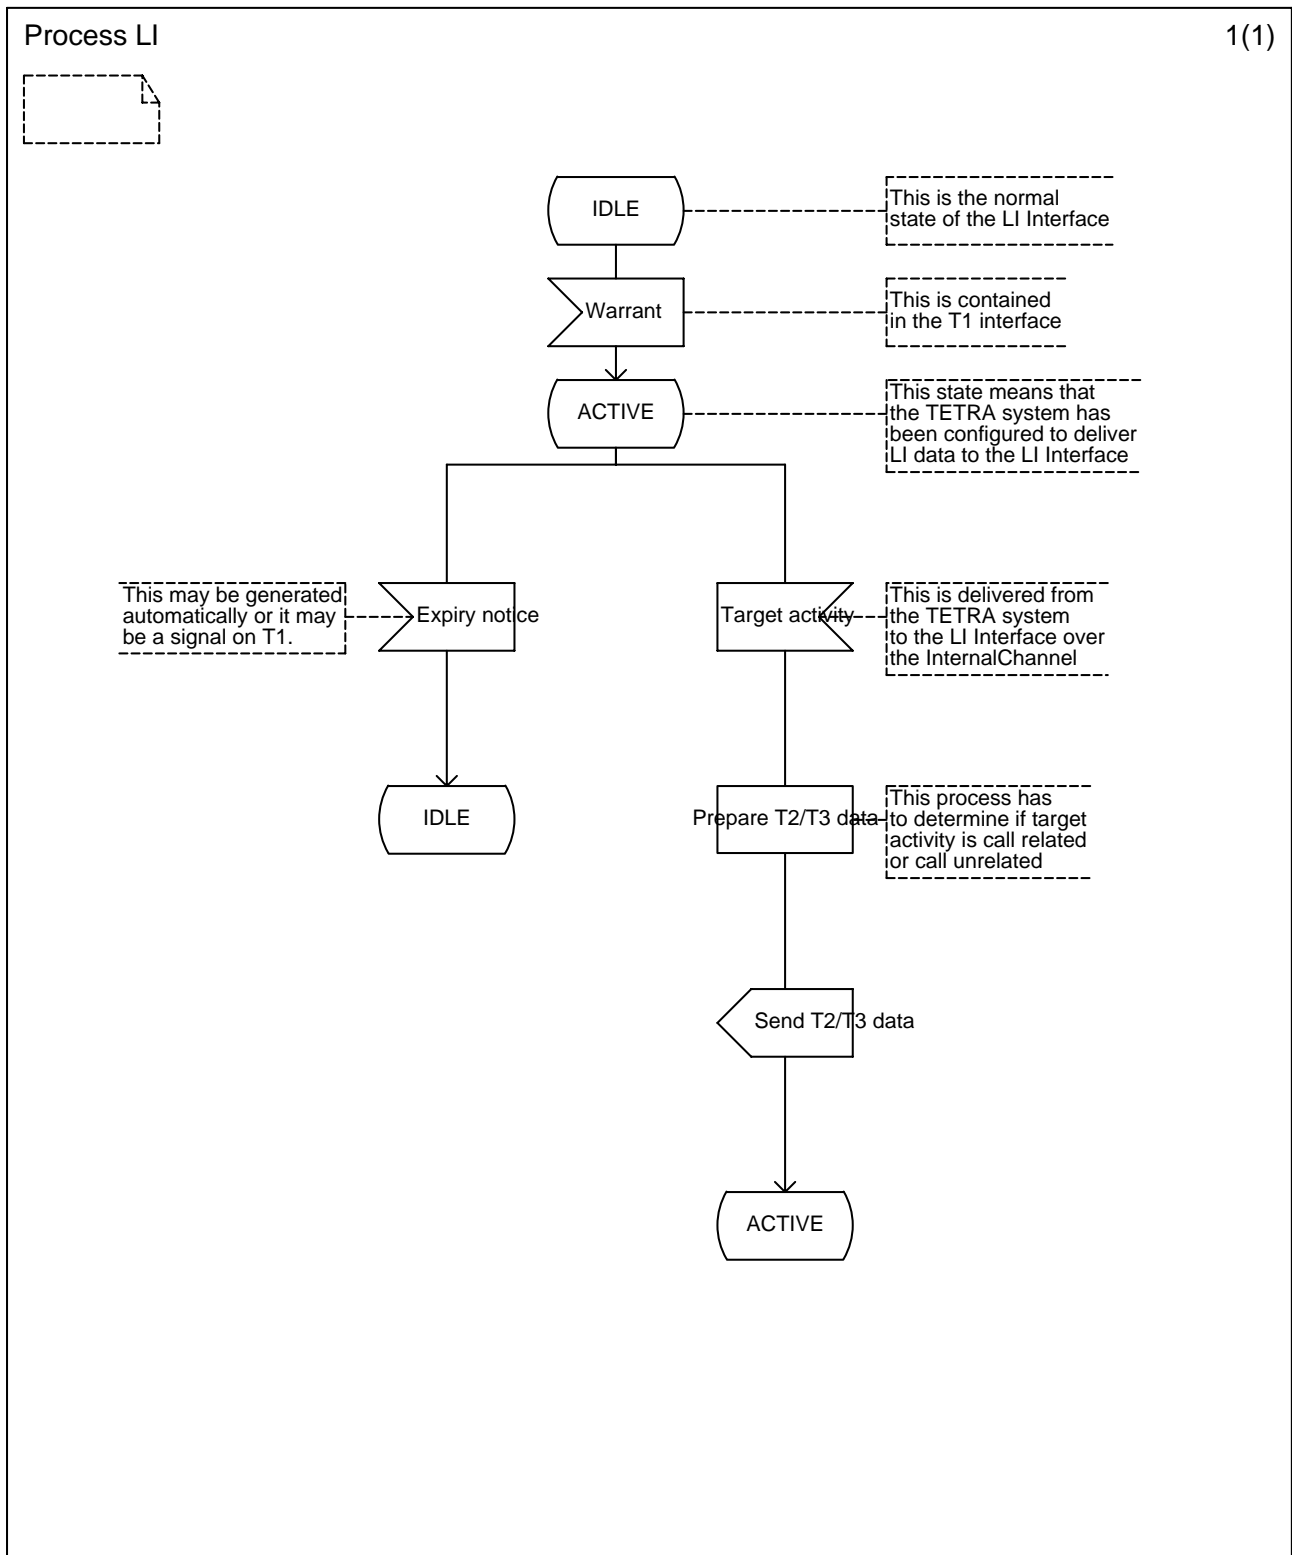 Process LI
1(1)
IDLE
This is the normal
state of the LI Interface
Warrant
This is contained
in the T1 interface
ACTIVE
This state means that
the TETRA system has
been configured to deliver
LI data to the LI Interface
This may be generated
automatically or it may
be a signal on T1.
Expiry notice
Target activity
This is delivered from
the TETRA system
to the LI Interface over
the InternalChannel
IDLE
Prepare T2/T3 data
This process has
to determine if target
activity is call related
or call unrelated
Send T2/T3 data
ACTIVE